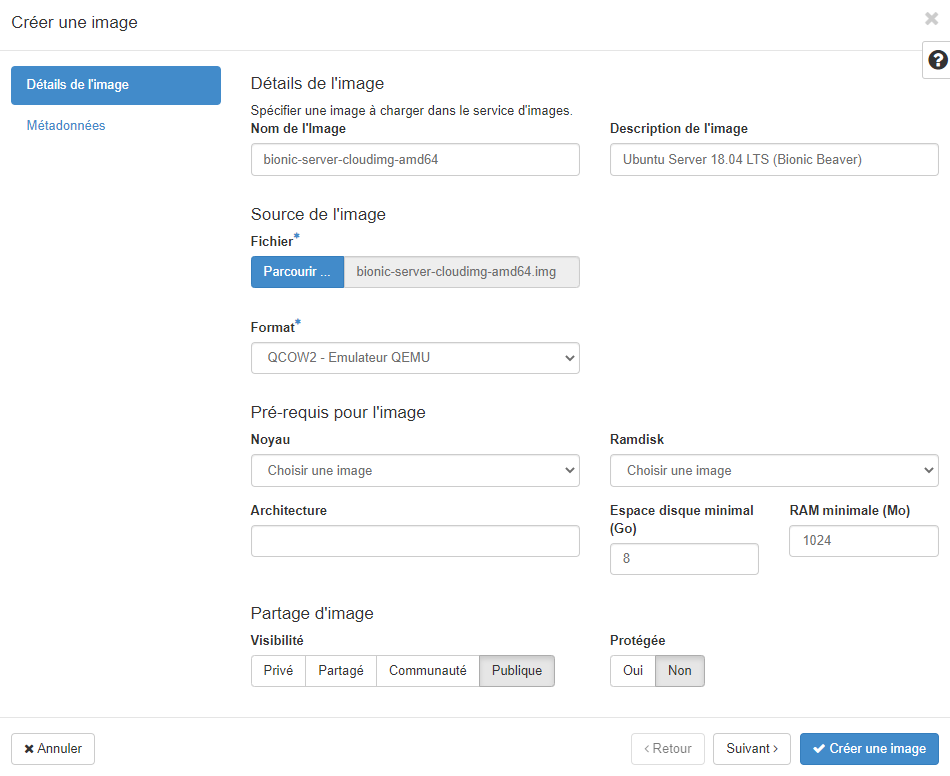 Créer une image
×
?
Détails de l'image
Métadonnées
Détails de l'image
Spécifier une image à charger dans le service d'images.
Nom de l'Image
Description de l'image
bionic-server-cloudimg-amd64
Ubuntu Server 18.04 LTS (Bionic Beaver)
Source de l'image
Fichier*
Parcourir ... bionic-server-cloudimg-amd64.img
Format*
QCOW2 - Emulateur QEMU
Pré-requis pour l'image
Noyau
Ramdisk
Choisir une image
Choisir une image
Architecture
Espace disque minimal
(Go)
RAM minimale (Mo)
8
1024
Partage d'image
Visibilité
Protégée
Privé Partagé Communauté Publique
Oui Non
✖ Annuler
‹ Retour
Suivant ›
✔ Créer une image